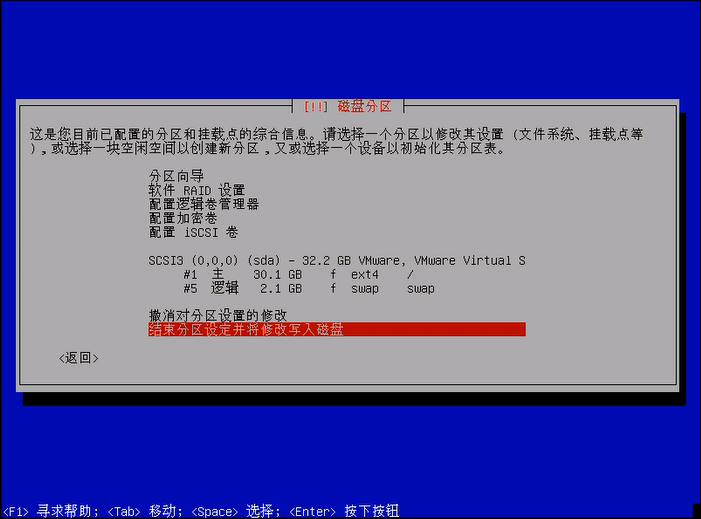 [!!] 磁盘分区
这是您目前已配置的分区和挂载点的综合信息。请选择一个分区以修改其设置 (文件系统、挂载点等
),或选择一块空闲空间以创建新分区,又或选择一个设备以初始化其分区表。
分区向导
软件 RAID 设置
配置逻辑卷管理器
配置加密卷
配置 iSCSI 卷
SCSI3 (0,0,0) (sda) - 32.2 GB VMware, VMware Virtual S
#1 主 30.1 GB f ext4 /
#5 逻辑 2.1 GB f swap swap
撤消对分区设置的修改
结束分区设定并将修改写入磁盘
<返回>
<F1> 寻求帮助; <Tab> 移动; <Space> 选择; <Enter> 按下按钮